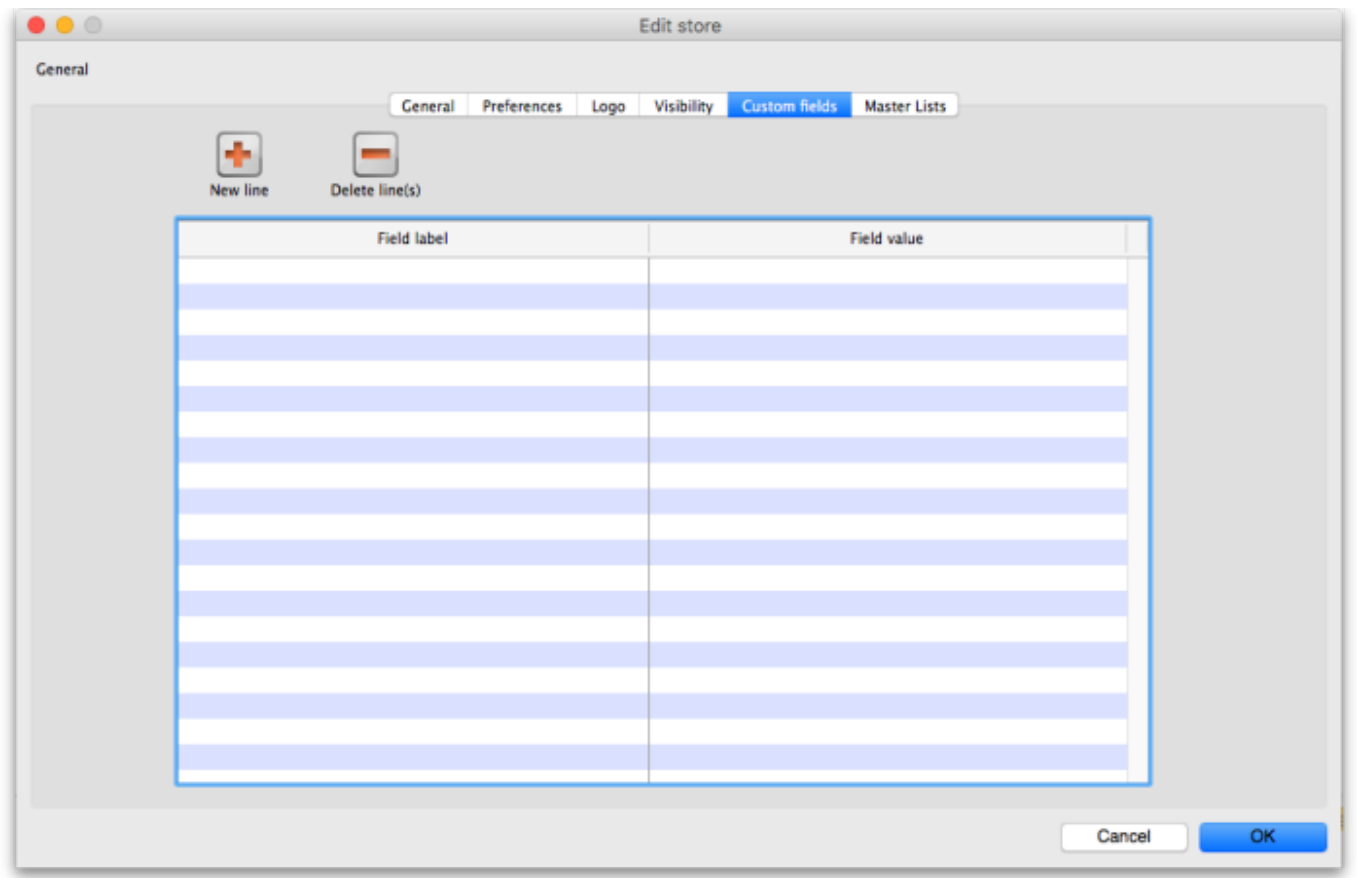 Edit store
General
General Preferences Logo Visibility Custom fields Master Lists
New line Delete line(s)
Field label Field value
Cancel OK